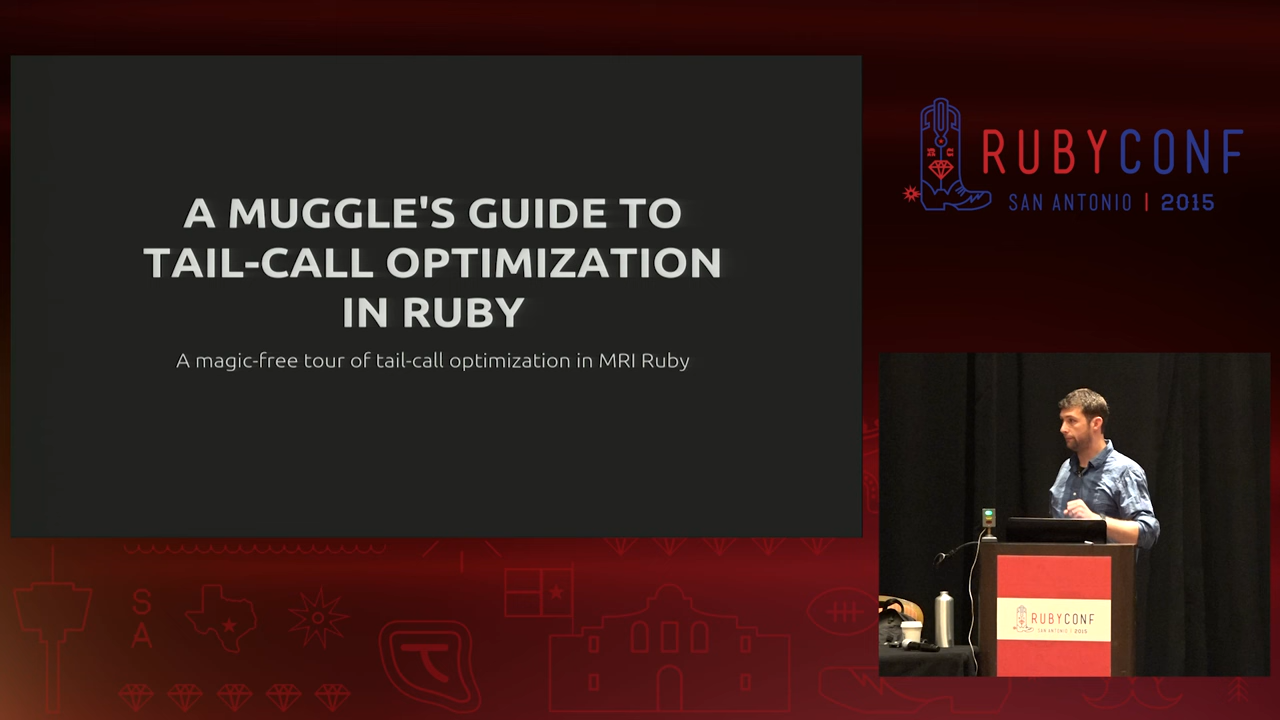 A MUGGLE'S GUIDE TO
TAIL-CALL OPTIMIZATION
IN RUBY
A magic-free tour of tail-call optimization in MRI Ruby
RUBYCONF
SAN ANTONIO | 2015
S
A
RUBYCONF
SAN ANTONIO | 2015